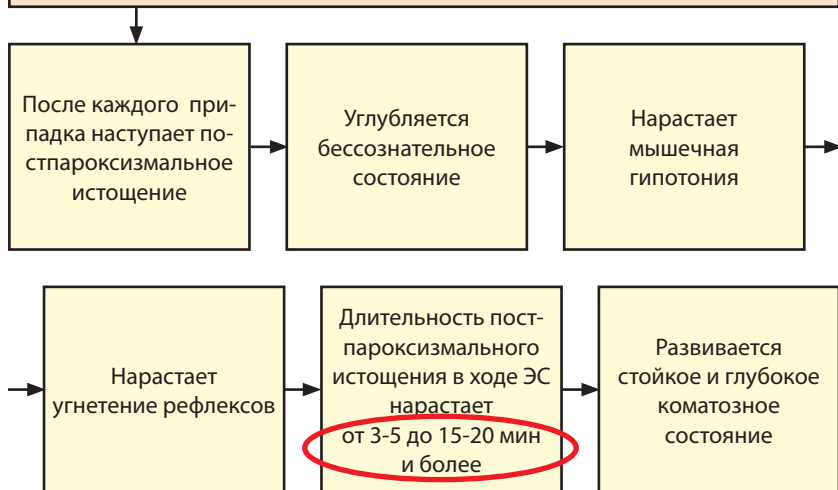 После каждого при-
падка наступает по-
стпароксизмальное
истощение
Углубляется
бессознательное
состояние
Нарастает
мышечная
гипотония
Нарастает
угнетение рефлексов
Длительность пост-
пароксизмального
истощения в ходе ЭС
нарастает
от 3-5 до 15-20 мин
и более
Развивается
стойкое и глубокое
коматозное
состояние